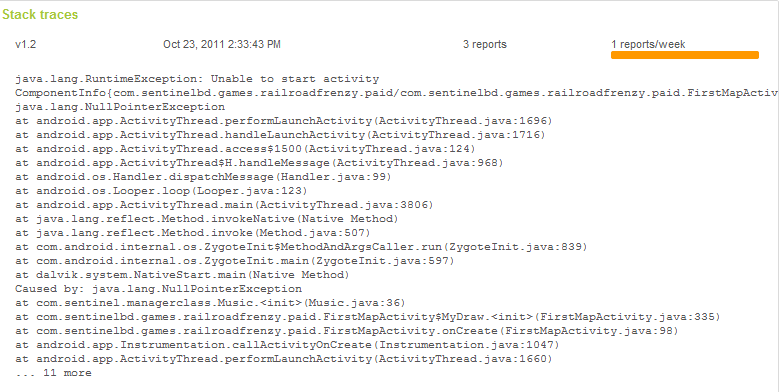 Stack traces
v1.2 Oct 23, 2011 2:33:43 PM 3 reports 1 reports/week
java.lang.RuntimeException: Unable to start activity
ComponentInfo{com.sentinelbd.games.railroadfrenzy.paid/com.sentinelbd.games.railroadfrenzy.paid.FirstMapActiv
java.lang.NullPointerException
at android.app.ActivityThread.performLaunchActivity(ActivityThread.java:1696)
at android.app.ActivityThread.handleLaunchActivity(ActivityThread.java:1716)
at android.app.ActivityThread.access$1500(ActivityThread.java:124)
at android.app.ActivityThread$H.handleMessage(ActivityThread.java:968)
at android.os.Handler.dispatchMessage(Handler.java:99)
at android.os.Looper.loop(Looper.java:123)
at android.app.ActivityThread.main(ActivityThread.java:3806)
at java.lang.reflect.Method.invokeNative(Native Method)
at java.lang.reflect.Method.invoke(Method.java:507)
at com.android.internal.os.ZygoteInit$MethodAndArgsCaller.run(ZygoteInit.java:839)
at com.android.internal.os.ZygoteInit.main(ZygoteInit.java:597)
at dalvik.system.NativeStart.main(Native Method)
Caused by: java.lang.NullPointerException
at com.sentinel.managerclass.Music.<init>(Music.java:36)
at com.sentinelbd.games.railroadfrenzy.paid.FirstMapActivity$MyDraw.<init>(FirstMapActivity.java:335)
at com.sentinelbd.games.railroadfrenzy.paid.FirstMapActivity.onCreate(FirstMapActivity.java:98)
at android.app.Instrumentation.callActivityOnCreate(Instrumentation.java:1047)
at android.app.ActivityThread.performLaunchActivity(ActivityThread.java:1660)
... 11 more